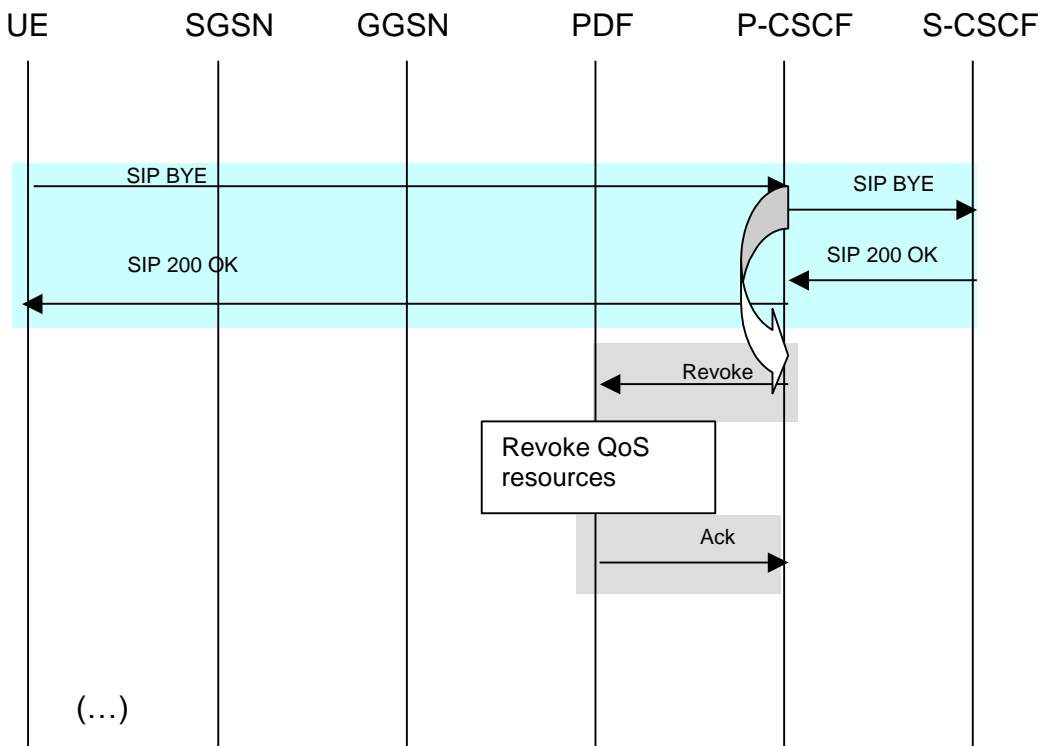 UE SGSN GGSN PDF P-CSCF S-CSCF
SIP BYE
SIP BYE
SIP 200 OK
SIP 200 OK
Revoke
Revoke QoS
resources
Ack
(…)